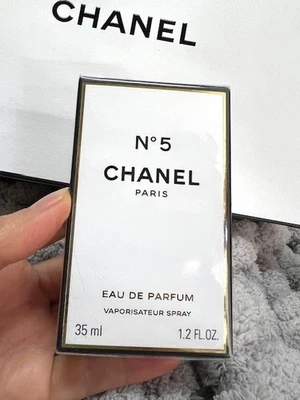 CHANEL
N°5
CHANEL
PARIS
EAU DE PARFUM
VAPORISATEUR SPRAY
35 ml 1.2 FL.OZ.